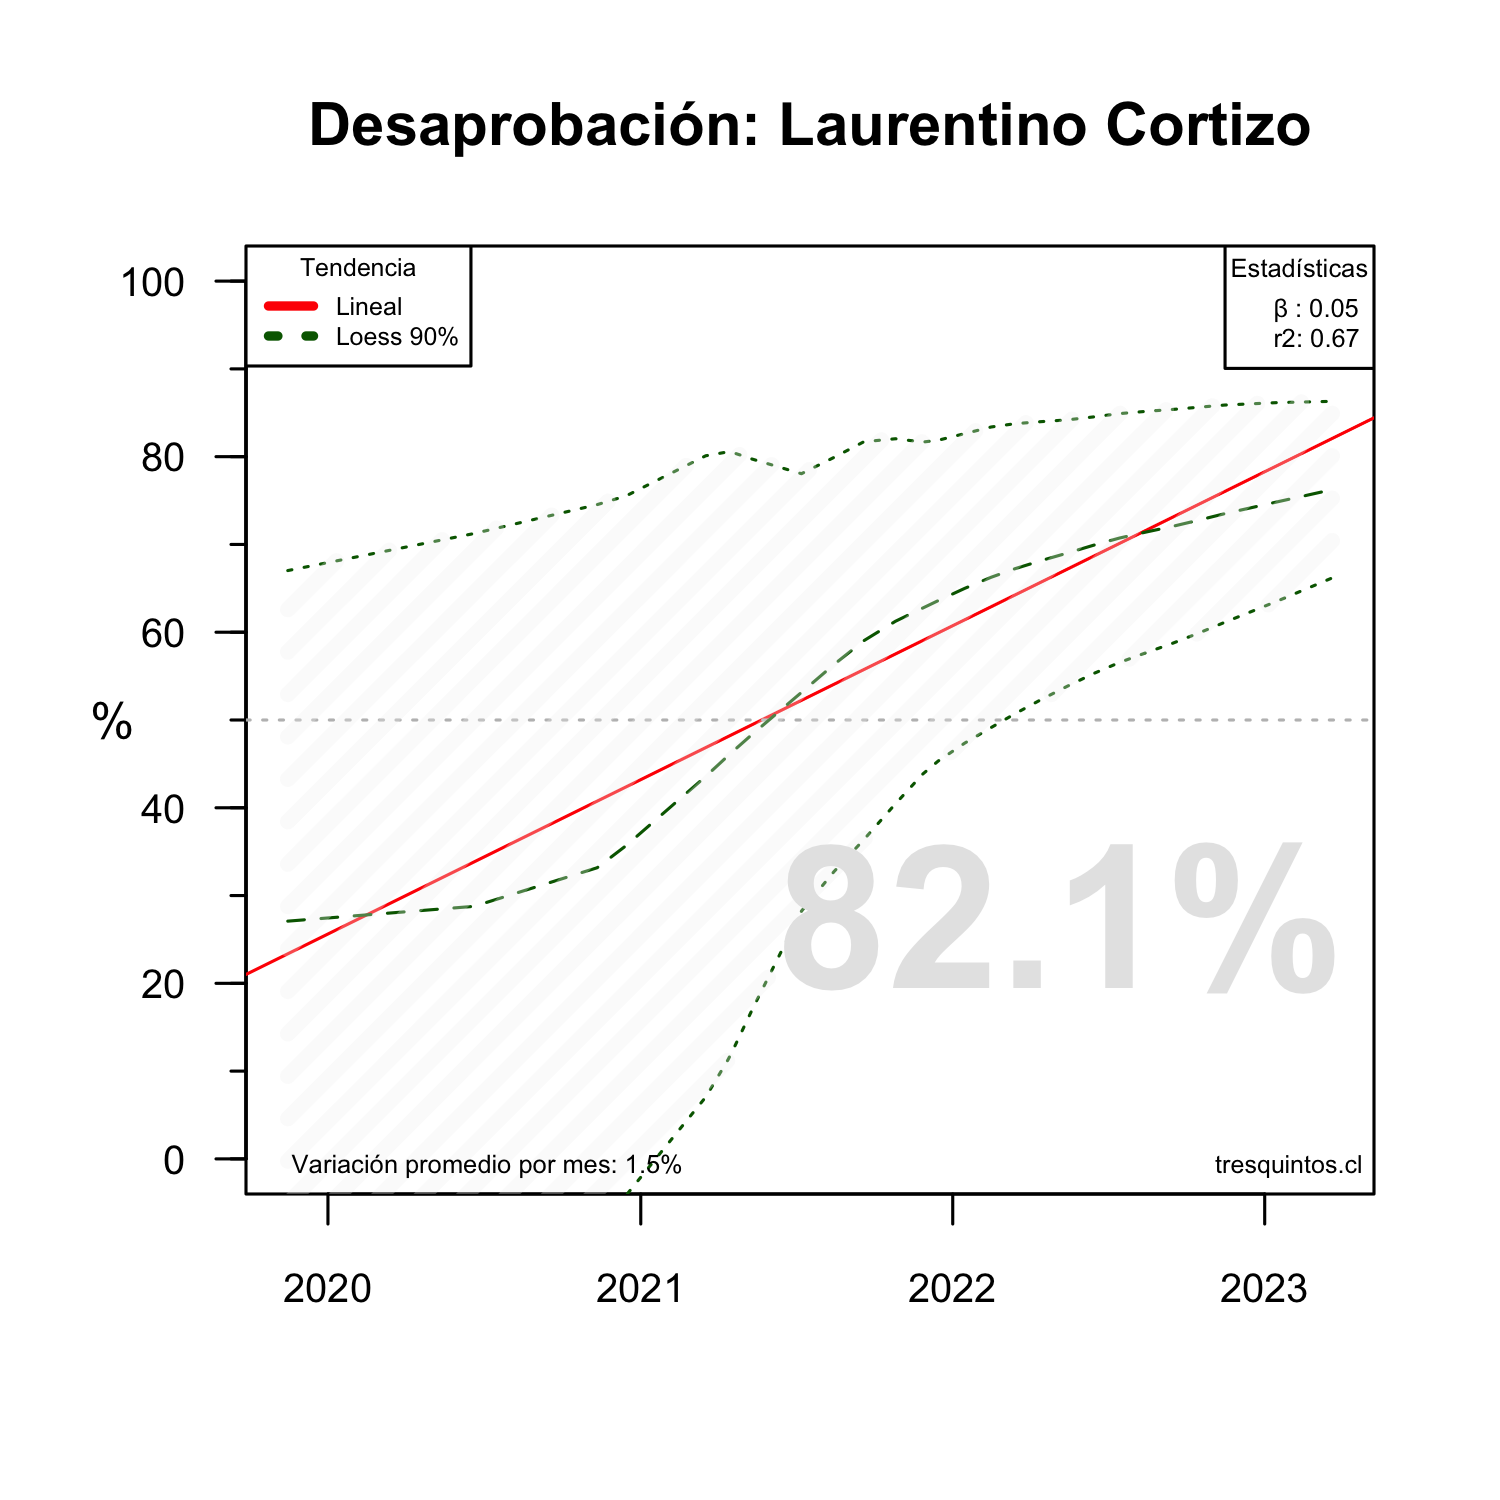 Desaprobación: Laurentino Cortizo
Tendencia
Lineal
Loess 90%
Estadísticas
β : 0.05
r2: 0.67
100
80
60
40
20
0
%
82.1%
Variación promedio por mes: 1.5%
tresquintos.cl
2020 2021 2022 2023